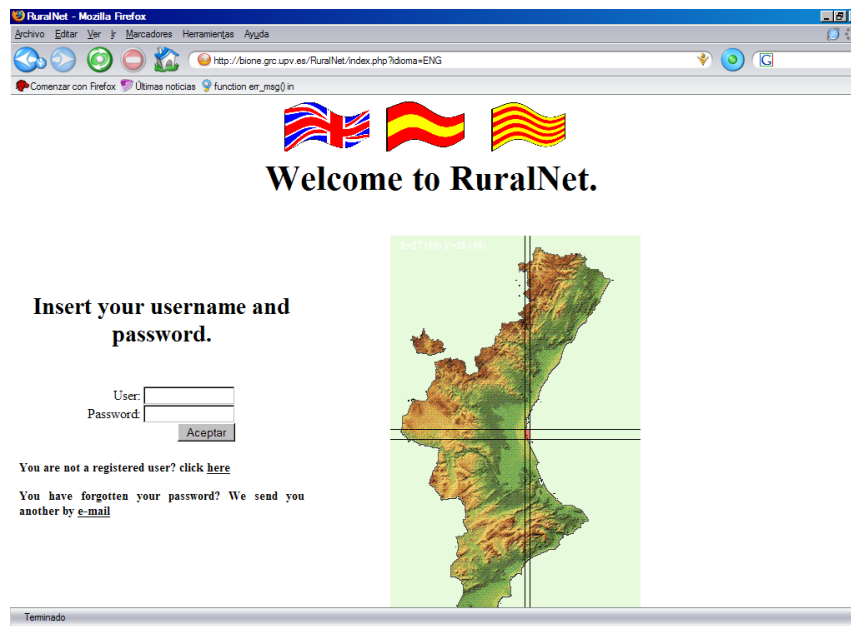 RuralNet - Mozilla Firefox
Archivo Editar Ver Ir Marcadores Herramientas Ayuda
http://bione.grc.upv.es/RuralNet/index.php?idioma=ENG
G
Comenzar con Firefox Últimas noticias function err_msg() in
Welcome to RuralNet.
Insert your username and
password.
User:
Password:
Aceptar
You are not a registered user? click here
You have forgotten your password? We send you
another by e-mail
Terminado